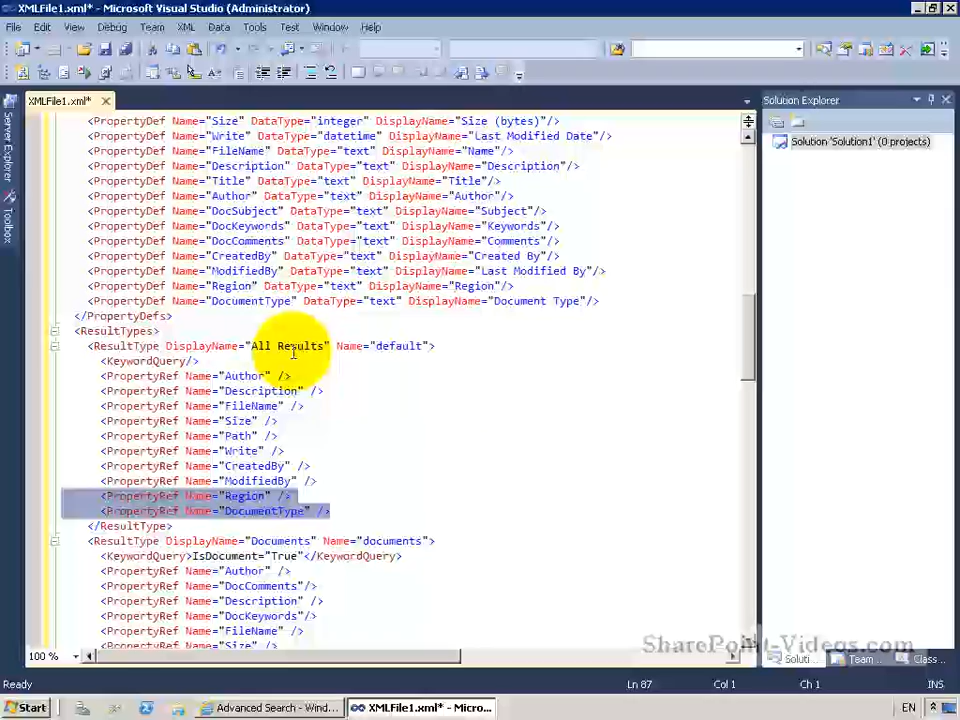 XMLFile1.xml* - Microsoft Visual Studio (Administrator)
File Edit View Debug Team XML Data Tools Test Window Help
XMLFile1.xml*
Solution Explorer
Server Explorer
Toolbox
Solution 'Solution1' (0 projects)
<PropertyDef Name="Size" DataType="integer" DisplayName="Size (bytes)"/>
<PropertyDef Name="Write" DataType="datetime" DisplayName="Last Modified Date"/>
<PropertyDef Name="FileName" DataType="text" DisplayName="Name"/>
<PropertyDef Name="Description" DataType="text" DisplayName="Description"/>
<PropertyDef Name="Title" DataType="text" DisplayName="Title"/>
<PropertyDef Name="Author" DataType="text" DisplayName="Author"/>
<PropertyDef Name="DocSubject" DataType="text" DisplayName="Subject"/>
<PropertyDef Name="DocKeywords" DataType="text" DisplayName="Keywords"/>
<PropertyDef Name="DocComments" DataType="text" DisplayName="Comments"/>
<PropertyDef Name="CreatedBy" DataType="text" DisplayName="Created By"/>
<PropertyDef Name="ModifiedBy" DataType="text" DisplayName="Last Modified By"/>
<PropertyDef Name="Region" DataType="text" DisplayName="Region"/>
<PropertyDef Name="DocumentType" DataType="text" DisplayName="Document Type"/>
</PropertyDefs>
<ResultTypes>
<ResultType DisplayName="All Results" Name="default">
<KeywordQuery/>
<PropertyRef Name="Author" />
<PropertyRef Name="Description" />
<PropertyRef Name="FileName" />
<PropertyRef Name="Size" />
<PropertyRef Name="Path" />
<PropertyRef Name="Write" />
<PropertyRef Name="CreatedBy" />
<PropertyRef Name="ModifiedBy" />
<PropertyRef Name="Region" />
<PropertyRef Name="DocumentType" />
</ResultType>
<ResultType DisplayName="Documents" Name="documents">
<KeywordQuery>IsDocument="True"</KeywordQuery>
<PropertyRef Name="Author" />
<PropertyRef Name="DocComments"/>
<PropertyRef Name="Description" />
<PropertyRef Name="DocKeywords"/>
<PropertyRef Name="FileName" />
<PropertyRef Name="Size" />
SharePoint-Videos.com
100 %
Soluti... Team... Class...
Ready Ln 87 Col 1 Ch 1 INS
Start Advanced Search - Wind... XMLFile1.xml* - Micro... EN